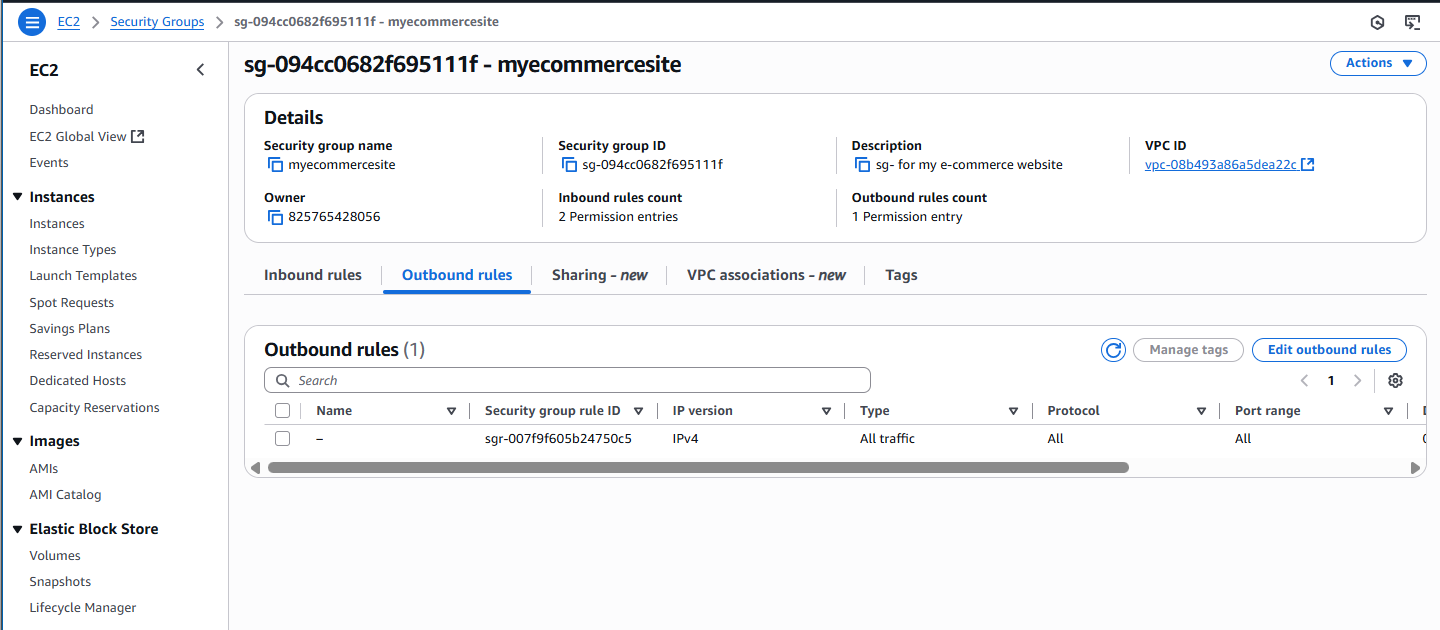 EC2 > Security Groups > sg-094cc0682f695111f - myecommercesite
EC2
Dashboard
EC2 Global View
Events
Instances
Instances
Instance Types
Launch Templates
Spot Requests
Savings Plans
Reserved Instances
Dedicated Hosts
Capacity Reservations
Images
AMIs
AMI Catalog
Elastic Block Store
Volumes
Snapshots
Lifecycle Manager
sg-094cc0682f695111f - myecommercesite
Actions
Details
Security group name Security group ID Description VPC ID
myecommercesite sg-094cc0682f695111f sg- for my e-commerce website vpc-08b493a86a5dea22c
Owner Inbound rules count Outbound rules count
825765428056 2 Permission entries 1 Permission entry
Inbound rules Outbound rules Sharing - new VPC associations - new Tags
Outbound rules (1) Manage tags Edit outbound rules
Search 1
Name Security group rule ID IP version Type Protocol Port range
– sgr-007f9f605b24750c5 IPv4 All traffic All All